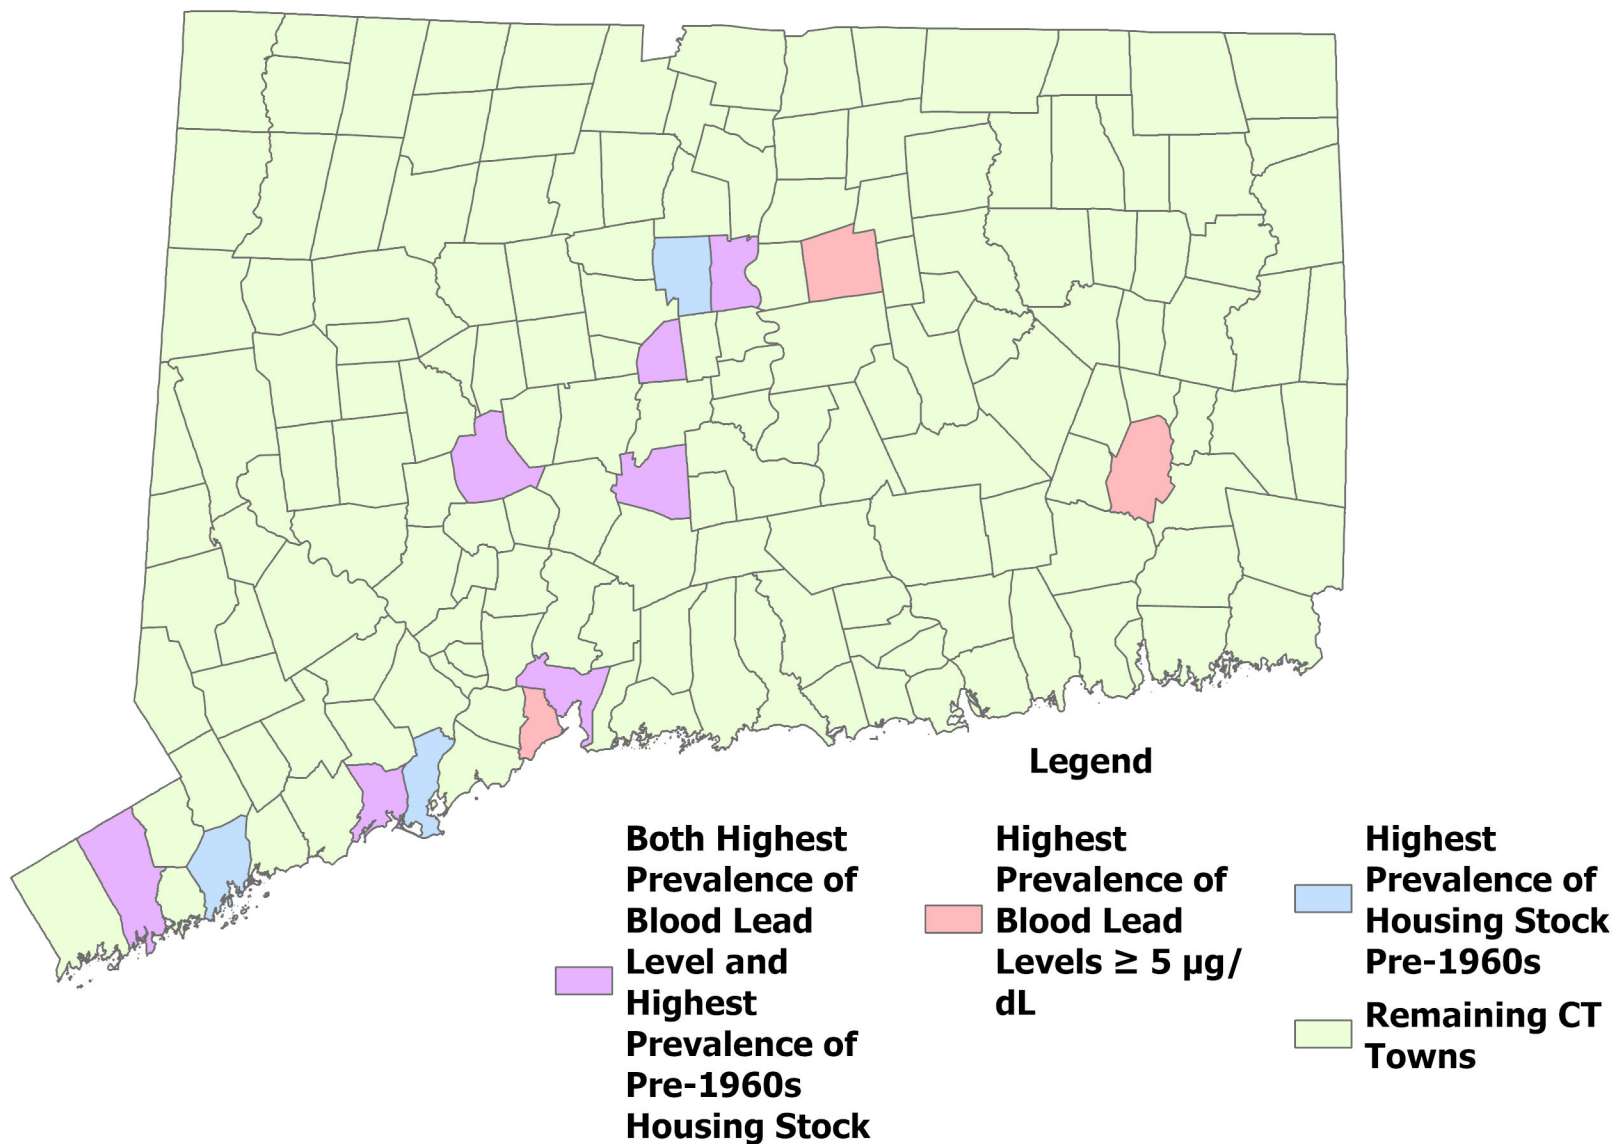 Legend
Both Highest
Prevalence of
Blood Lead
Level and
Highest
Prevalence of
Pre-1960s
Housing Stock
Highest
Prevalence of
Blood Lead
Levels ≥ 5 µg/
dL
Highest
Prevalence of
Housing Stock
Pre-1960s
Remaining CT
Towns